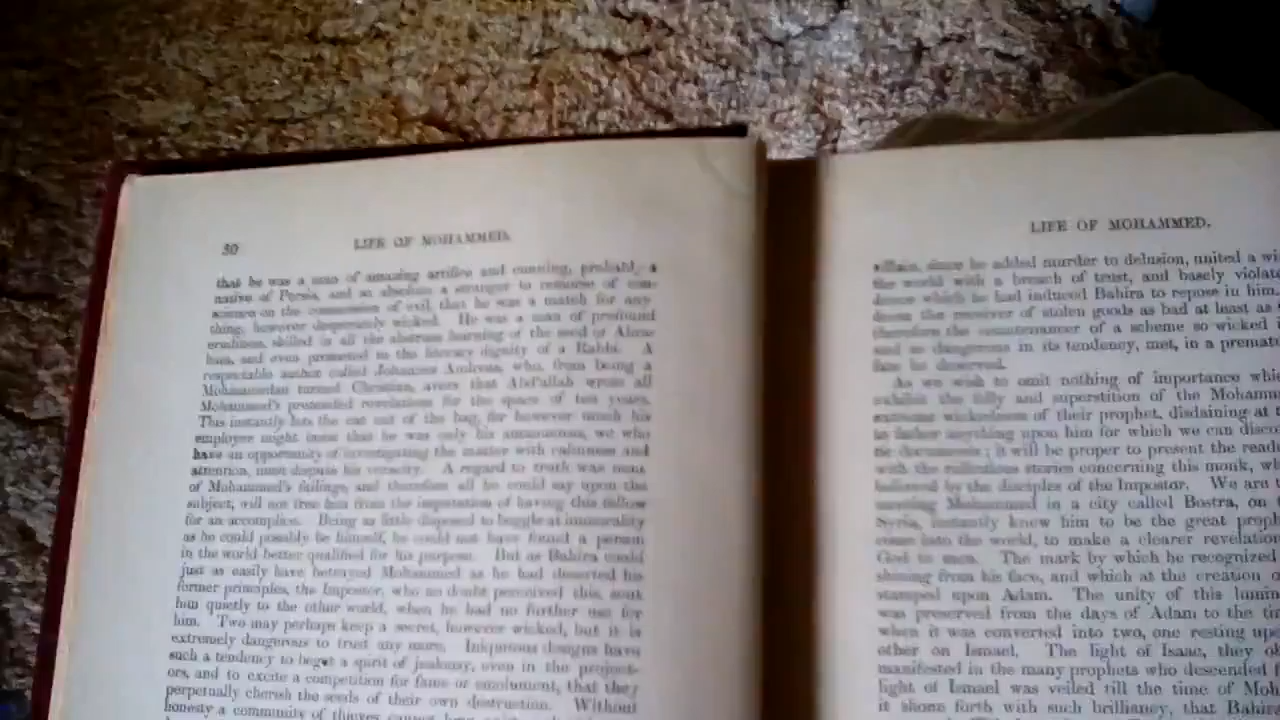 30
LIFE OF MOHAMMED.
that he was a man of amazing artifice and cunning, probably a
native of Persia, and so absolute a stranger to remorse of con-
science on the commission of evil, that he was a match for any
thing, however desperately wicked. He was a man of profound
erudition, skilled in all the abstruse learning of the seed of Abra-
ham, and even promoted to the literary dignity of a Rabbi. A
respectable author called Johannes Andreas, who, from being a
Mohammedan turned Christian, avers that Abd'allah wrote all
Mohammed's pretended revelations for the space of ten years.
This instantly lets the cat out of the bag, for however much his
employer might insist that he was only his amanuensis, we who
have an opportunity of investigating the matter with calmness and
attention, must dispute his veracity. A regard to truth was none
of Mohammed's failings, and therefore all he could say upon the
subject, will not free him from the imputation of having this fellow
for an accomplice. Being as little disposed to boggle at immorality
as he could possibly be himself, he could not have found a person
in the world better qualified for his purpose. But as Bahira could
just as easily have betrayed Mohammed as he had deserted his
former principles, the Impostor, who no doubt perceived this, sent
him quietly to the other world, when he had no further use for
him. Two may perhaps keep a secret, however wicked, but it is
extremely dangerous to trust any more. Iniquitous designs have
such a tendency to beget a spirit of jealousy, even in the project-
ors, and to excite a competition for fame or emolument, that they
perpetually cherish the seeds of their own destruction. Without
honesty a community of thieves cannot
LIFE OF MOHAMMED.
villain, since he added murder to delusion, united a
the world with a breach of trust, and basely
which he had induced Bahira to repose in him.
the receiver of stolen goods as bad at least as
therefore the countenancer of a scheme so wicked
and so dangerous in its tendency, met, in a
fate he deserved.
As we wish to omit nothing of importance
exhibit the folly and superstition of the
extreme wickedness of their prophet, disdaining at
to father anything upon him for which we can
documents; it will be proper to present the
with the ridiculous stories concerning this monk,
believed by the disciples of the Impostor. We are
Mohammed in a city called Bostra, on
Syria, instantly knew him to be the great
come into the world, to make a clearer
God to men. The mark by which he recognized
shining from his face, and which at the creation
stamped upon Adam. The unity of this
was preserved from the days of Adam to the
when it was converted into two, one resting
other on Ismael. The light of Isaac, they
manifested in the many prophets who descended
light of Ismael was veiled till the time of
it shone forth with such brilliancy, that